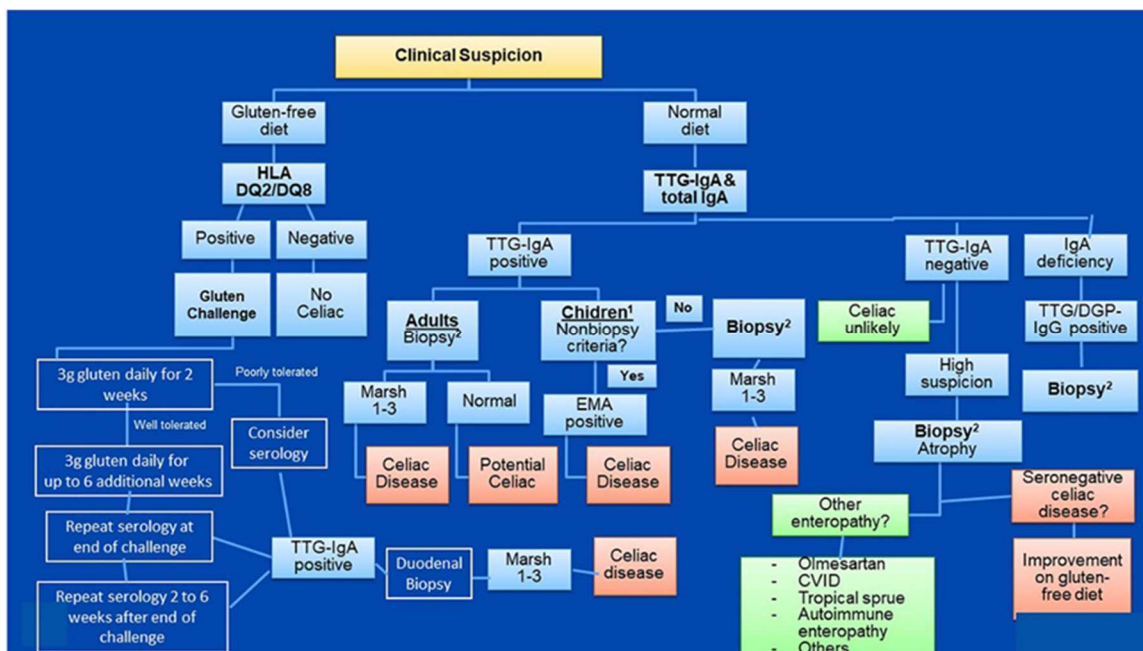 Clinical Suspicion
Gluten-free
diet
Normal
diet
HLA
DQ2/DQ8
TTG-IgA &
total IgA
Positive
Negative
TTG-IgA
positive
TTG-IgA
negative
IgA
deficiency
Gluten
Challenge
No
Celiac
Adults
Biopsy²
Chidren¹
Nonbiopsy
criteria?
No
Biopsy²
Celiac
unlikely
TTG/DGP-
IgG positive
3g gluten daily for 2
weeks
Poorly tolerated
Well tolerated
Consider
serology
Marsh
1-3
Normal
Yes
EMA
positive
Marsh
1-3
High
suspicion
Biopsy²
3g gluten daily for
up to 6 additional weeks
Celiac
Disease
Potential
Celiac
Celiac
Disease
Celiac
Disease
Biopsy²
Atrophy
Repeat serology at
end of challenge
TTG-IgA
positive
Duodenal
Biopsy
Marsh
1-3
Celiac
disease
Other
enteropathy?
Seronegative
celiac
disease?
Repeat serology 2 to 6
weeks after end of
challenge
- Olmesartan
- CVID
- Tropical sprue
- Autoimmune
enteropathy
- Others
Improvement
on gluten-
free diet